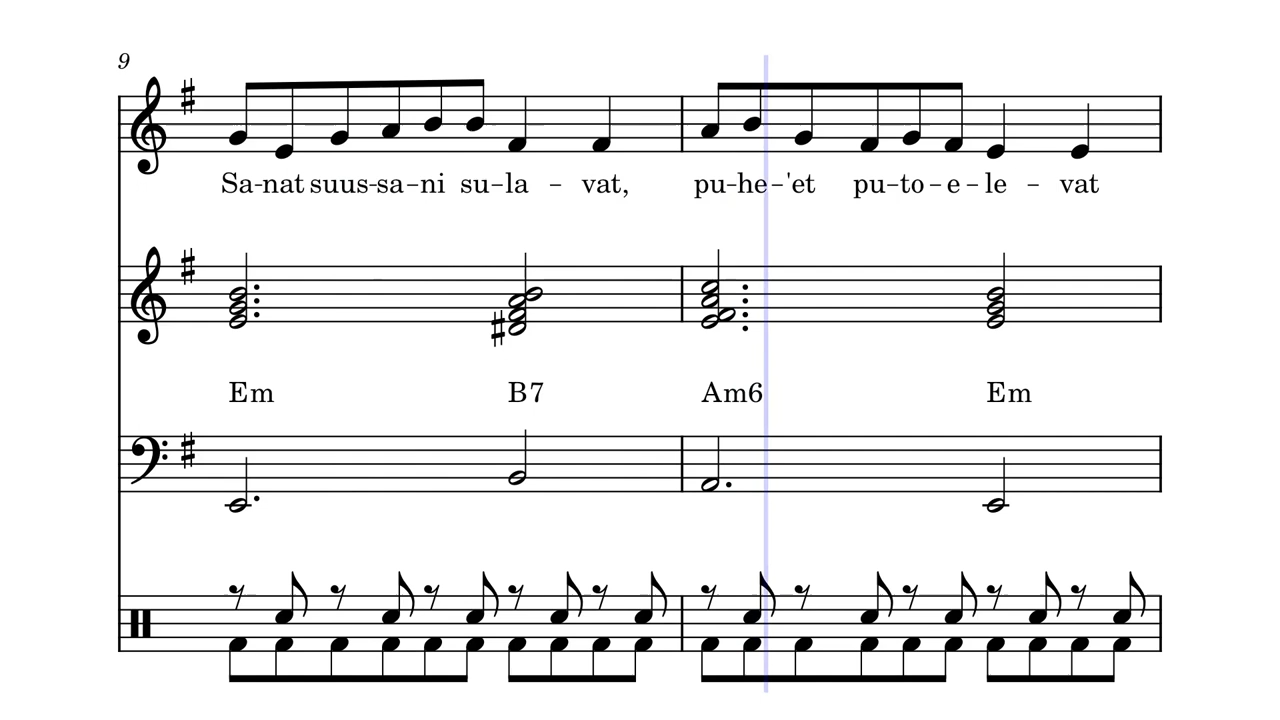 9
Sa-nat suus-sa-ni su-la - vat, pu-he-'et pu-to-e-le - vat
Em B7 Am6 Em